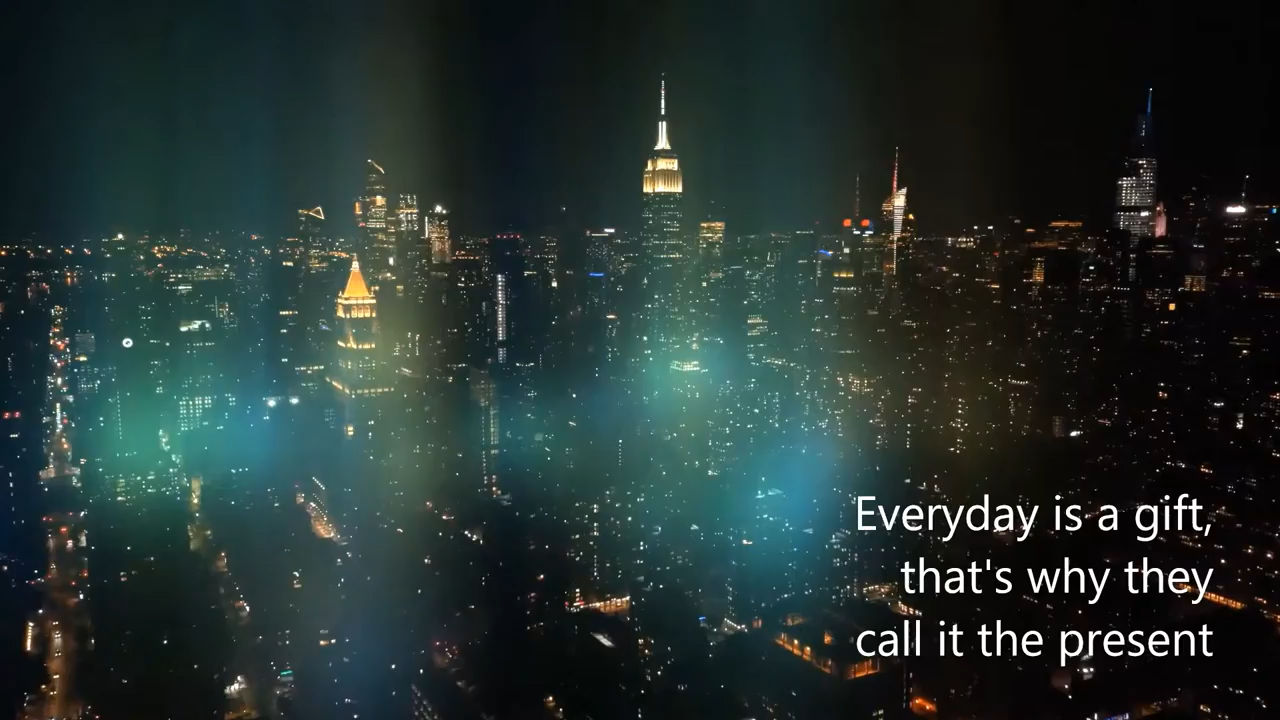 Everyday is a gift,
that's why they
call it the present